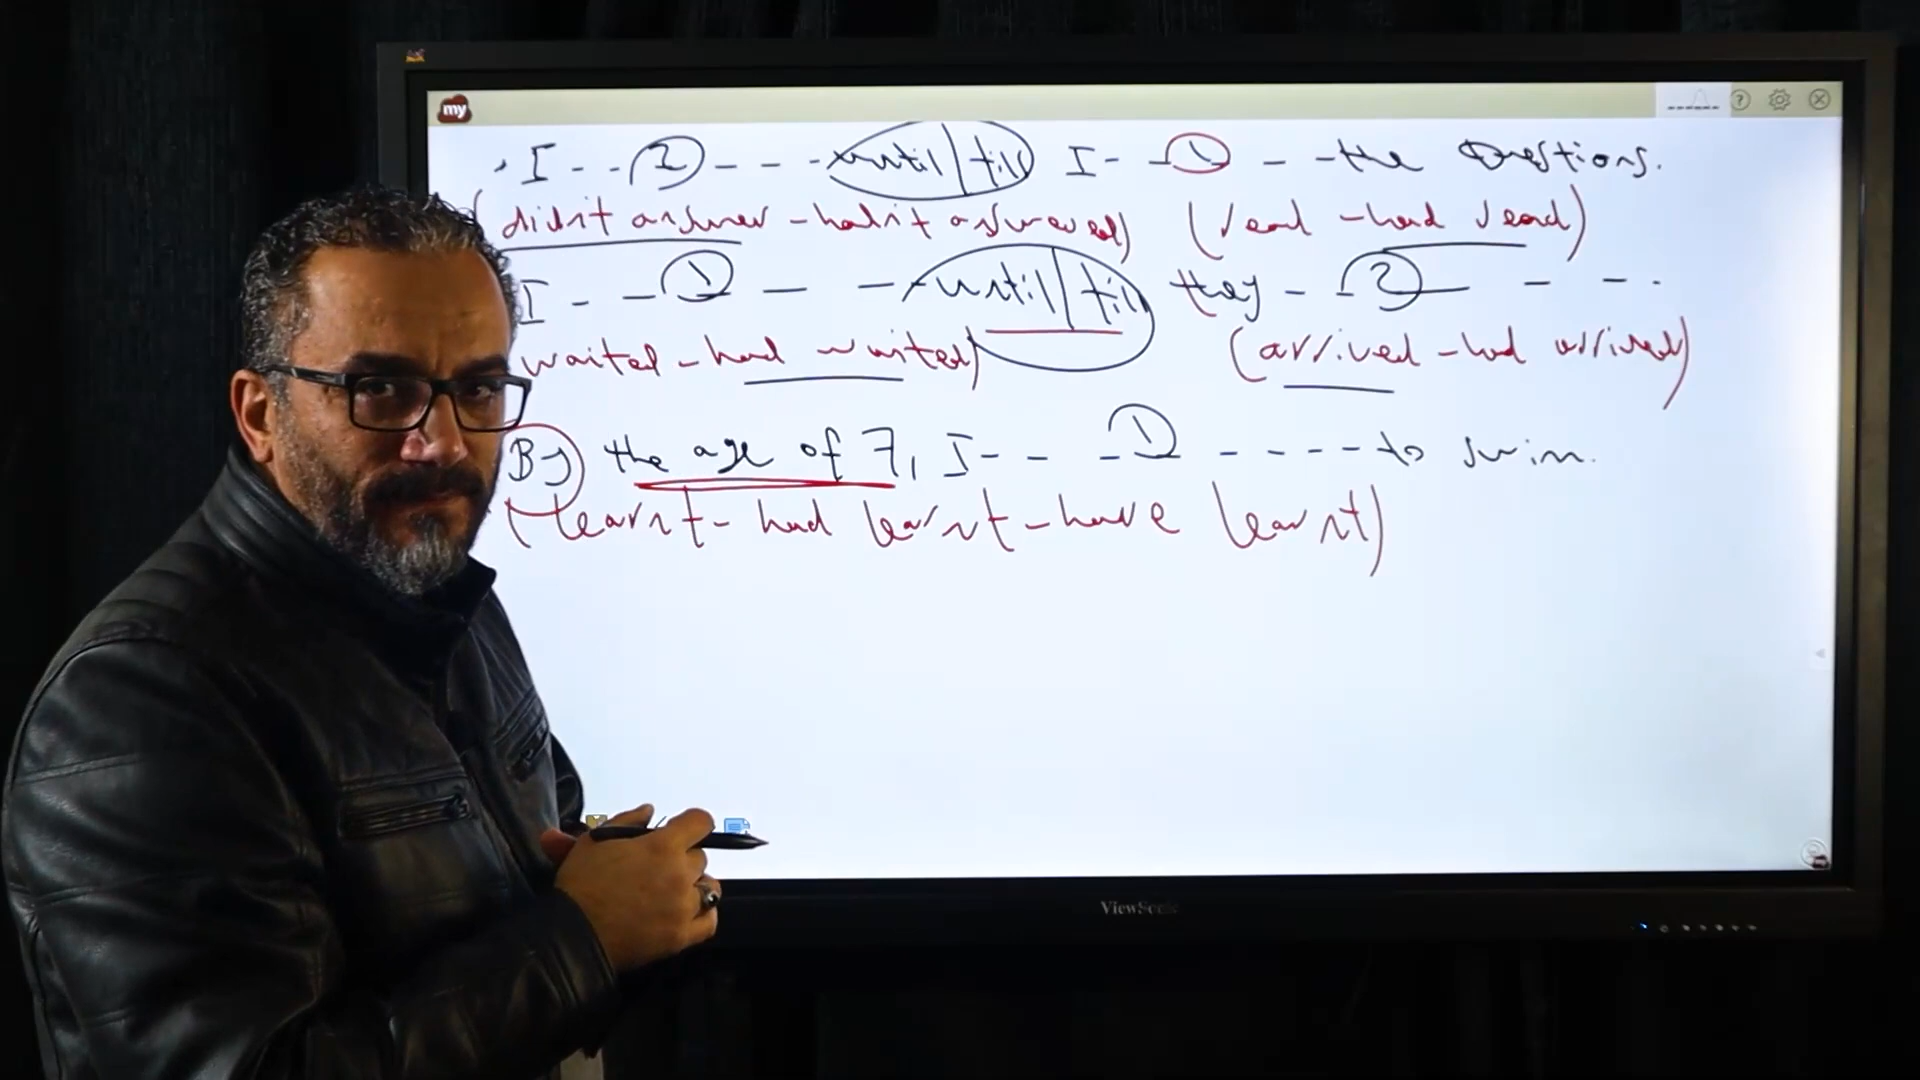 my
I - - 2 - - - until/till I - - 1 - - the Questions.
(didn't answer - hadn't answered) (read - had read)
I - - 1 - - until/till they - - 2 - - - .
waited - had waited) (arrived - had arrived)
By the age of 7, I - - - 1 - - - - to swim.
(learnt - had learnt - have learnt)
ViewSonic